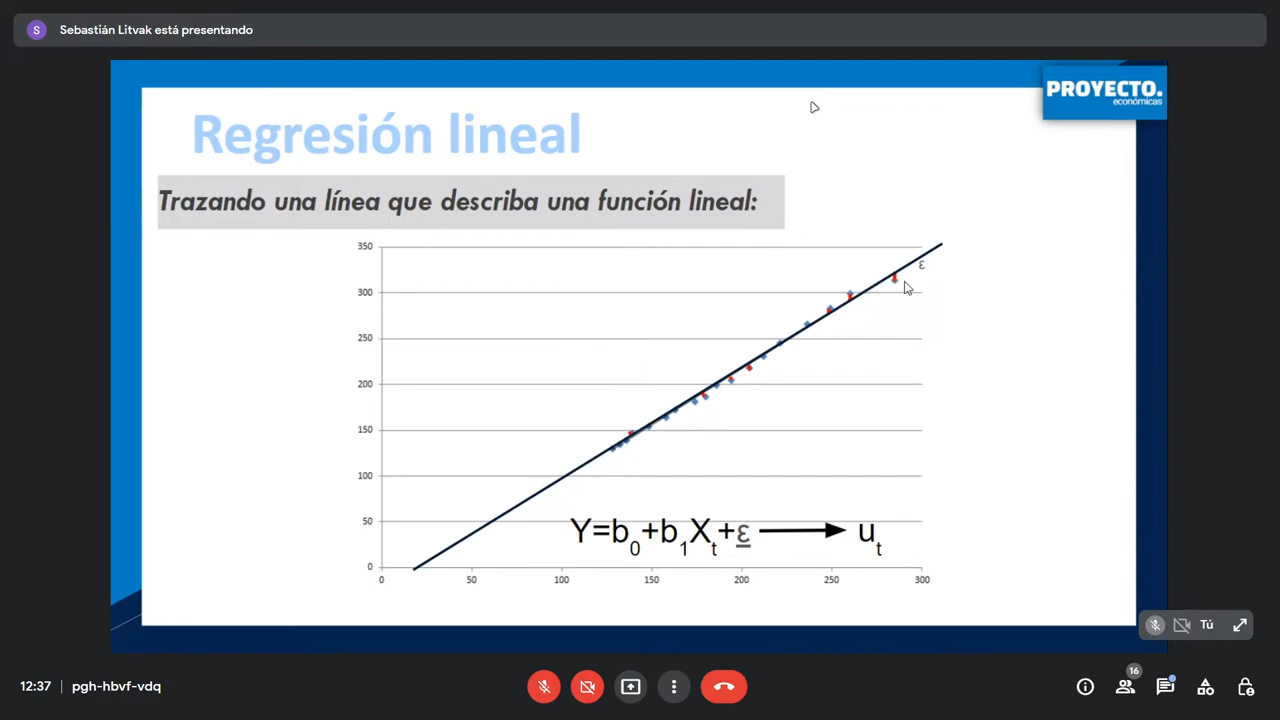 S
Sebastián Litvak está presentando
PROYECTO.
económicas
Regresión lineal
Trazando una línea que describa una función lineal:
350
300
250
200
150
100
50
0
0 50 100 150 200 250 300
ε
Y=b₀+b₁Xₜ+ε uₜ
Tú
12:37 | pgh-hbvf-vdq
16